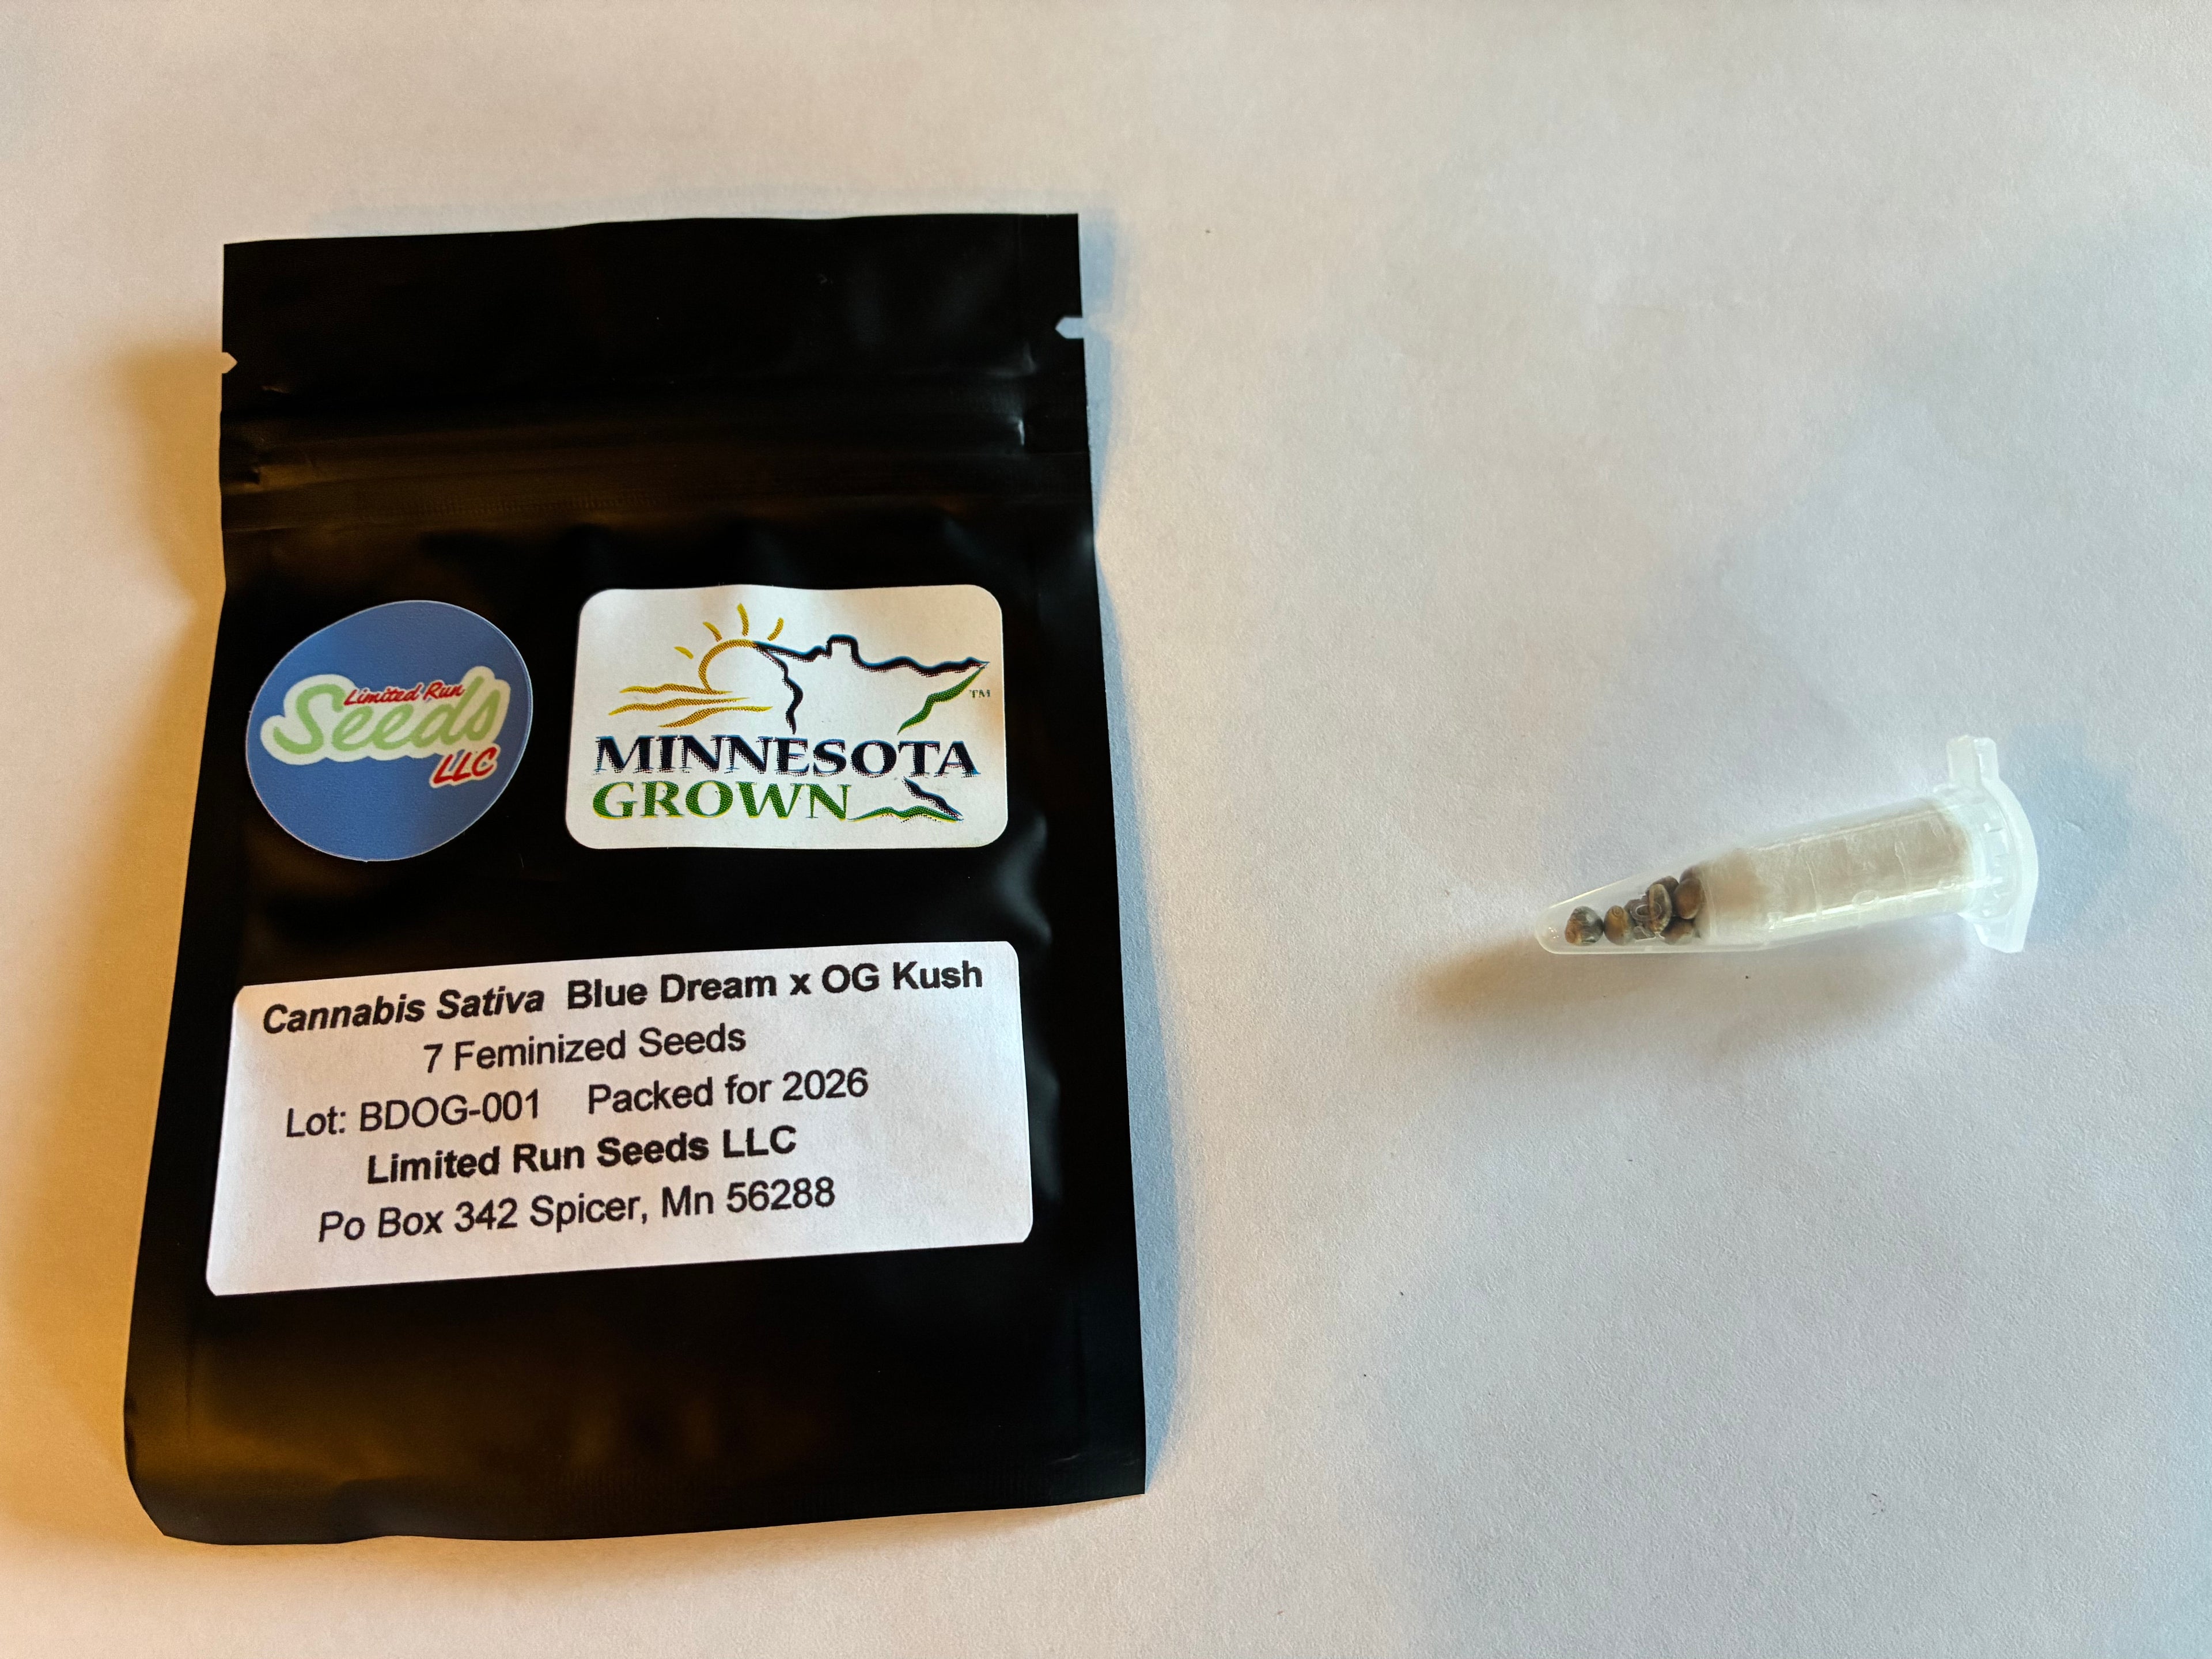 Limited Run
Seeds
LLC
MINNESOTA
GROWN
TM
Cannabis Sativa Blue Dream x OG Kush
7 Feminized Seeds
Lot: BDOG-001 Packed for 2026
Limited Run Seeds LLC
Po Box 342 Spicer, Mn 56288